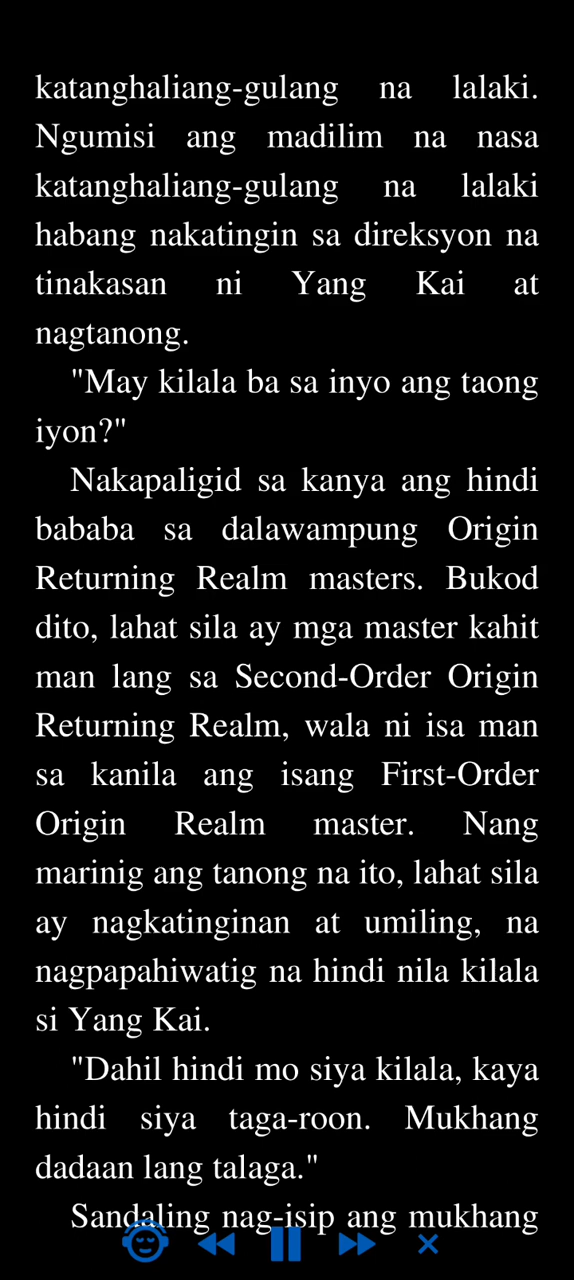 katanghaliang-gulang na lalaki.
Ngumisi ang madilim na nasa
katanghaliang-gulang na lalaki
habang nakatingin sa direksyon na
tinakasan ni Yang Kai at
nagtanong.
"May kilala ba sa inyo ang taong
iyon?"
Nakapaligid sa kanya ang hindi
bababa sa dalawampung Origin
Returning Realm masters. Bukod
dito, lahat sila ay mga master kahit
man lang sa Second-Order Origin
Returning Realm, wala ni isa man
sa kanila ang isang First-Order
Origin Realm master. Nang
marinig ang tanong na ito, lahat sila
ay nagkatinginan at umiling, na
nagpapahiwatig na hindi nila kilala
si Yang Kai.
"Dahil hindi mo siya kilala, kaya
hindi siya taga-roon. Mukhang
dadaan lang talaga."
Sandaling nag-isip ang mukhang